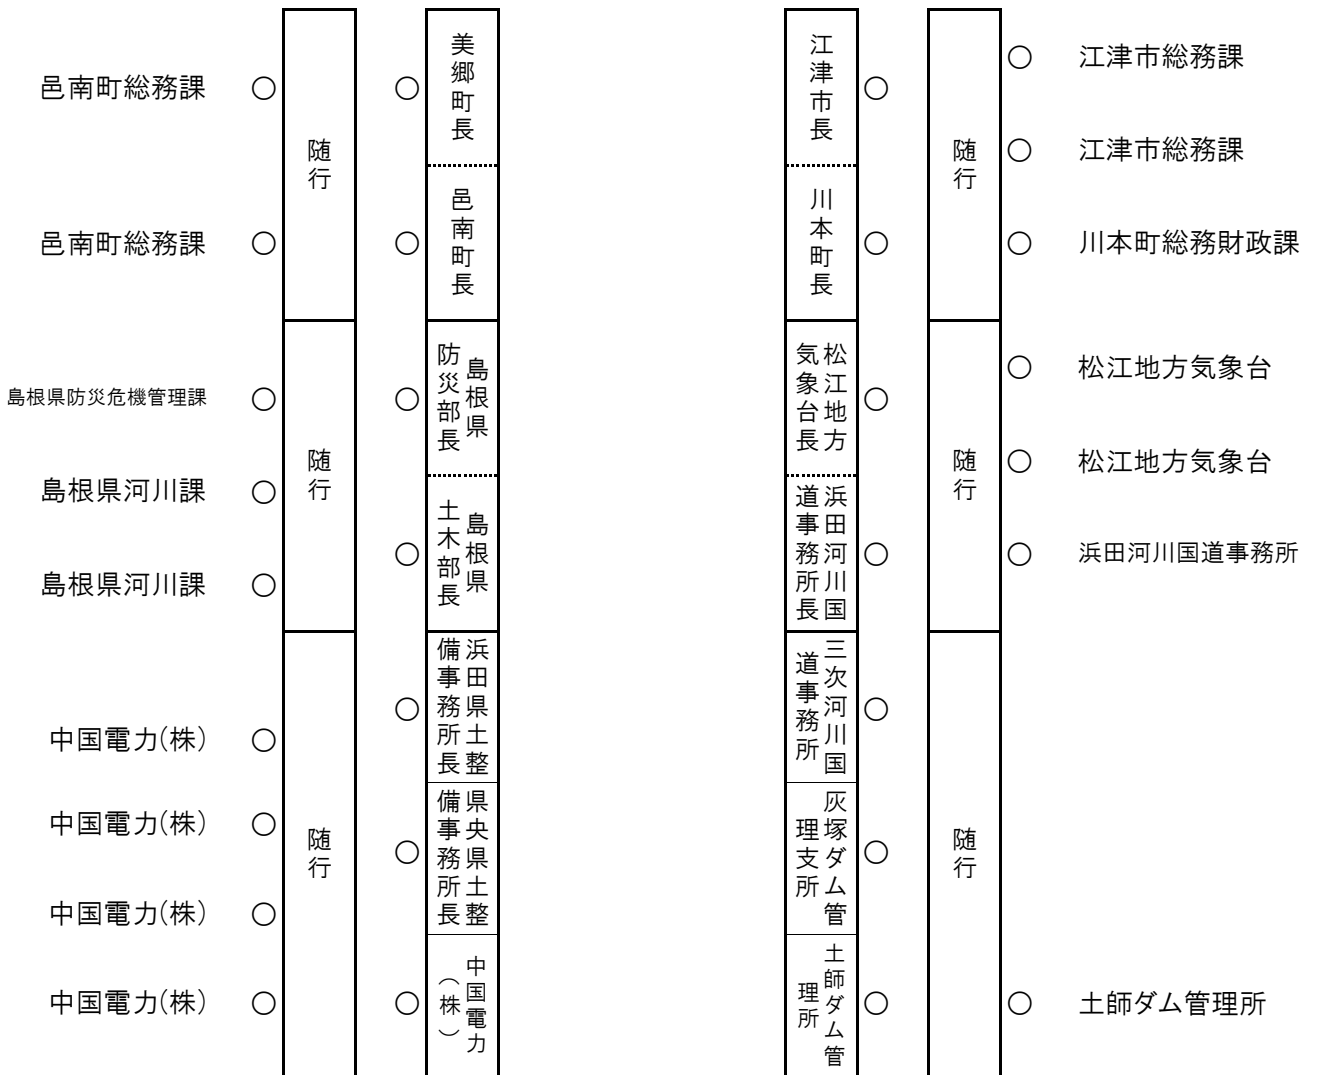 邑南町総務課
邑南町総務課
島根県防災危機管理課
島根県河川課
島根県河川課
中国電力(株)
中国電力(株)
中国電力(株)
中国電力(株)
随行
随行
随行
美郷町長
邑南町長
島根県
防災部長
島根県
土木部長
浜田県土整
備事務所長
県央県土整
備事務所長
中国電力
(株)
江津市長
川本町長
松江地方
気象台長
浜田河川国
道事務所長
三次河川国
道事務所
灰塚ダム管
理支所
土師ダム管
理所
随行
随行
随行
江津市総務課
江津市総務課
川本町総務財政課
松江地方気象台
松江地方気象台
浜田河川国道事務所
土師ダム管理所